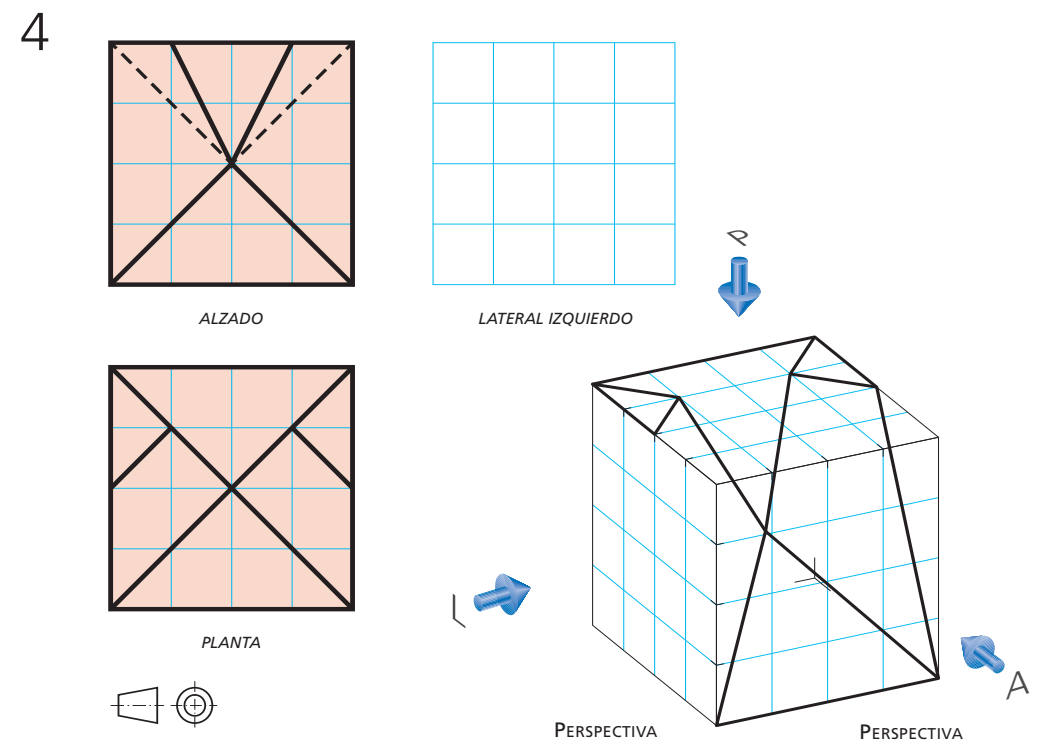 4
ALZADO
LATERAL IZQUIERDO
P
PLANTA
L
A
PERSPECTIVA
PERSPECTIVA